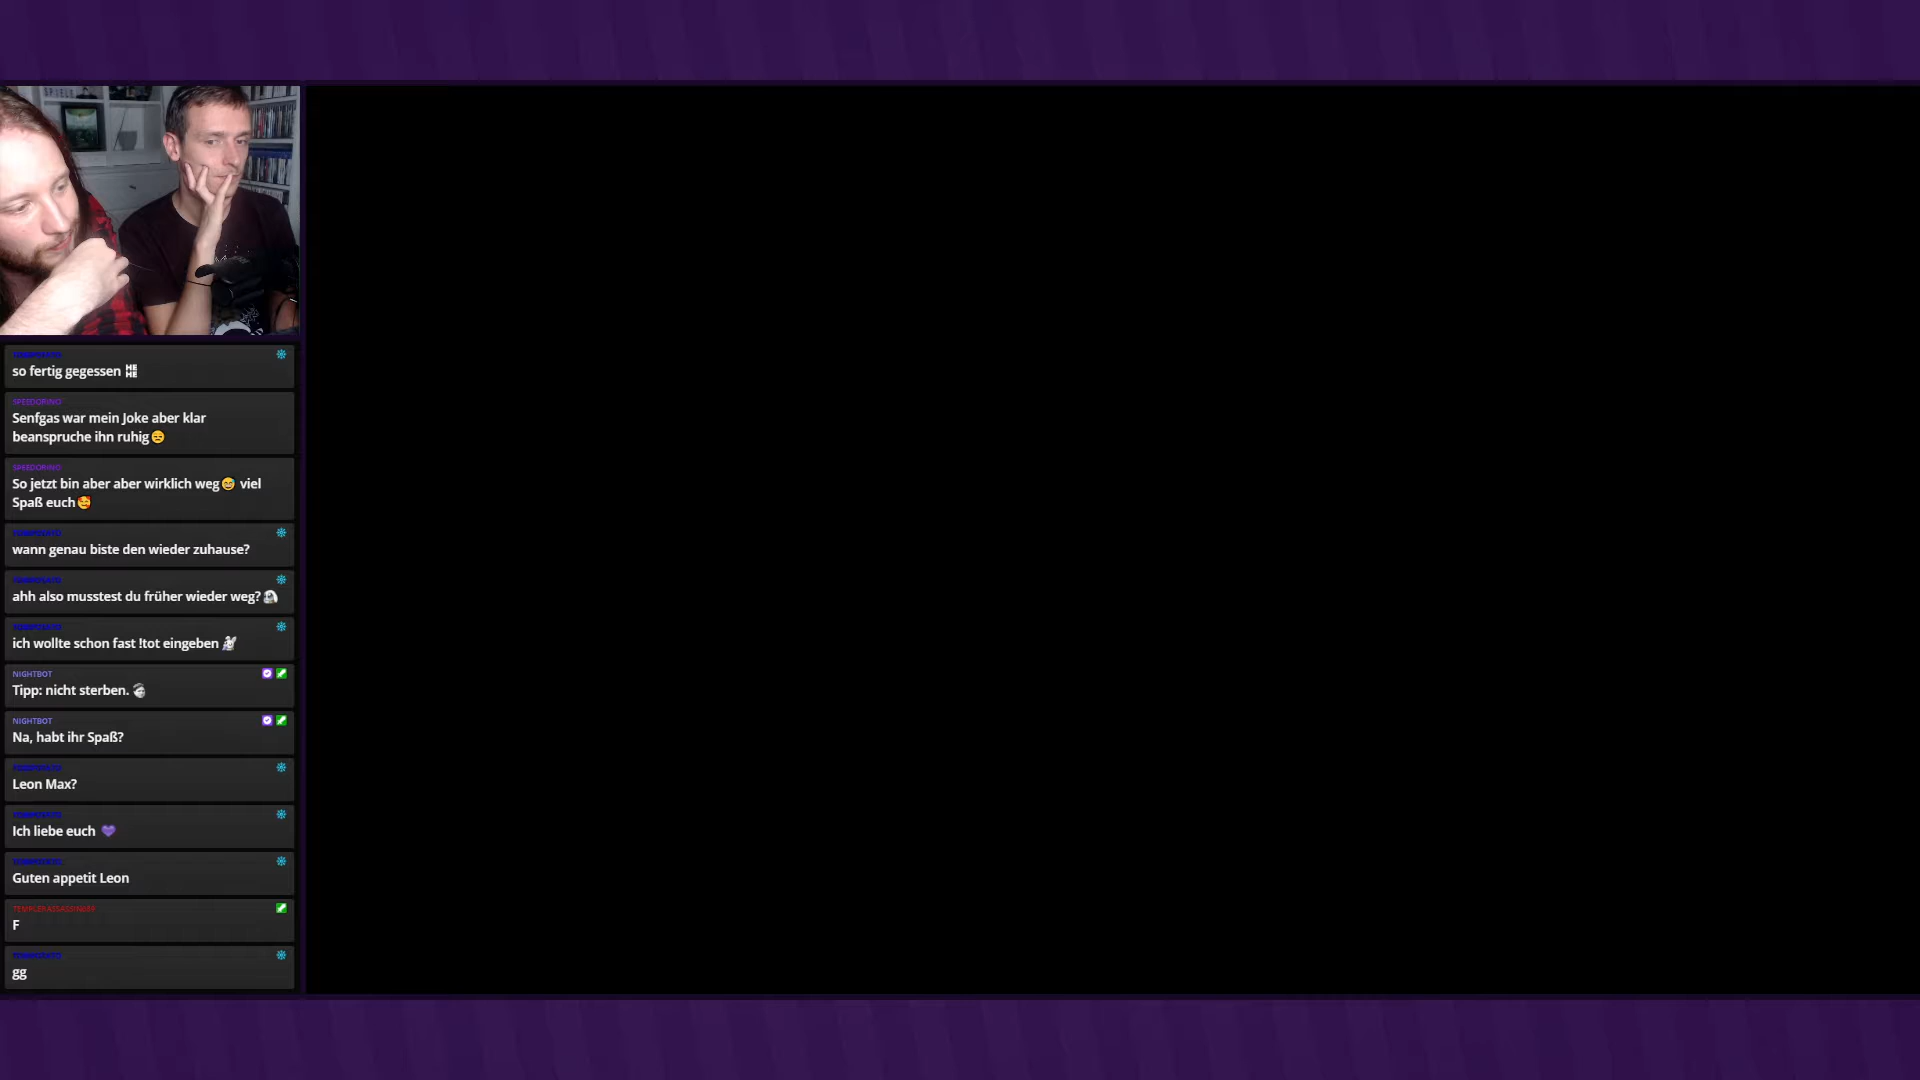 SPIELE
so fertig gegessen
SPEEDORINO
Senfgas war mein Joke aber klar
beanspruche ihn ruhig
SPEEDORINO
So jetzt bin aber aber wirklich weg viel
Spaß euch
wann genau biste den wieder zuhause?
ahh also musstest du früher wieder weg?
ich wollte schon fast !tot eingeben
NIGHTBOT
Tipp: nicht sterben.
NIGHTBOT
Na, habt ihr Spaß?
Leon Max?
Ich liebe euch
Guten appetit Leon
F
gg